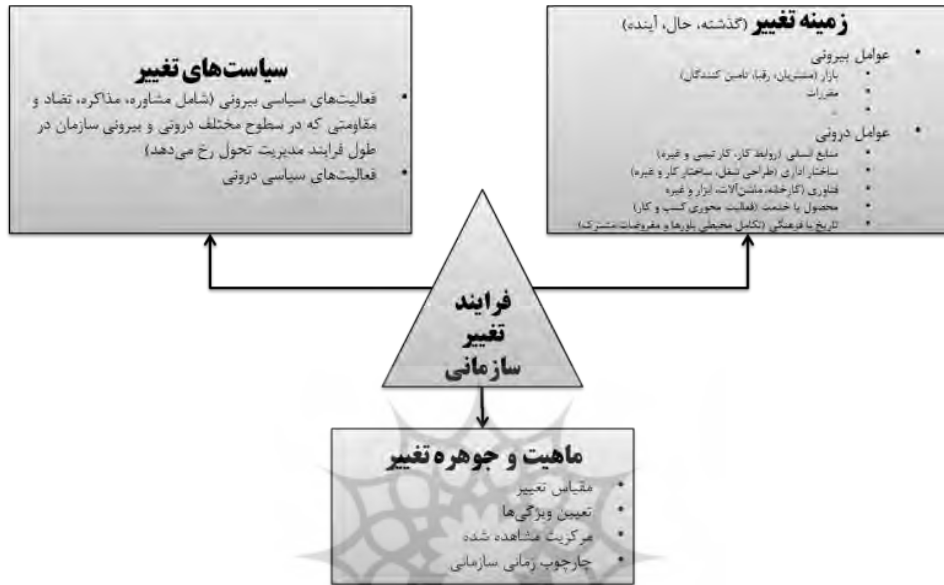 زمینه تغییر (گذشته، حال، آینده)
• عوامل بیرونی
• بازار (مشتریان، رقبا، تامین کنندگان)
• مقررات
• ..
• عوامل درونی
• منابع انسانی (روابط کار، کار تیمی و غیره)
• ساختار اداری (طراحی شغل، ساختار کار و غیره)
• فناوری (کارخانه، ماشین‌آلات، ابزار و غیره
• محصول یا خدمت (فعالیت محوری کسب و کار)
• تاریخ یا فرهنگی (تکامل محیطی باورها و مفروضات مشترک)
سیاست‌های تغییر
• فعالیت‌های سیاسی بیرونی (شامل مشاوره، مذاکره، تضاد و
مقاومتی که در سطوح مختلف درونی و بیرونی سازمان در
طول فرایند مدیریت تحول رخ می‌دهد)
• فعالیت‌های سیاسی درونی
فرایند
تغییر
سازمانی
ماهیت و جوهره تغییر
• مقیاس تغییر
• تعیین ویژگی‌ها
• مرکزیت مشاهده شده
• چارچوب زمانی سازمانی